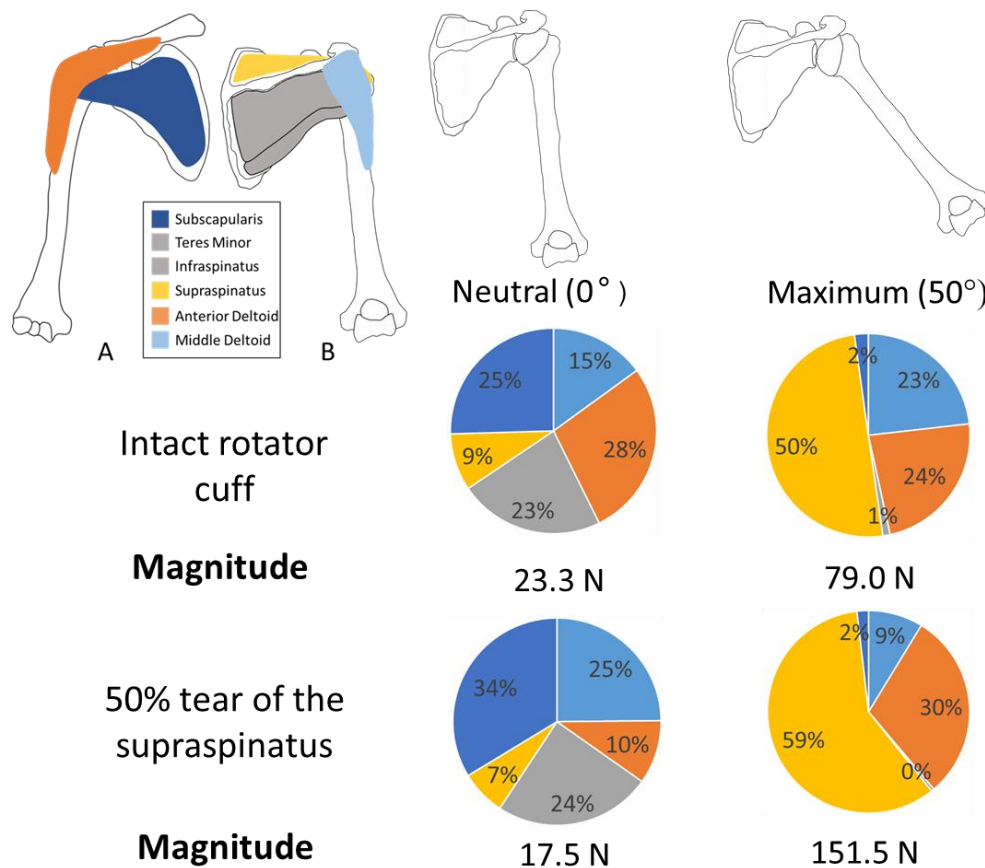 Subscapularis
Teres Minor
Infraspinatus
Supraspinatus
Anterior Deltoid
Middle Deltoid
A
B
Neutral (0°)
Maximum (50°)
Intact rotator
cuff
15%
28%
23%
9%
25%
23%
24%
1%
50%
2%
Magnitude
23.3 N
79.0 N
50% tear of the
supraspinatus
25%
10%
24%
7%
34%
9%
30%
0%
59%
2%
Magnitude
17.5 N
151.5 N